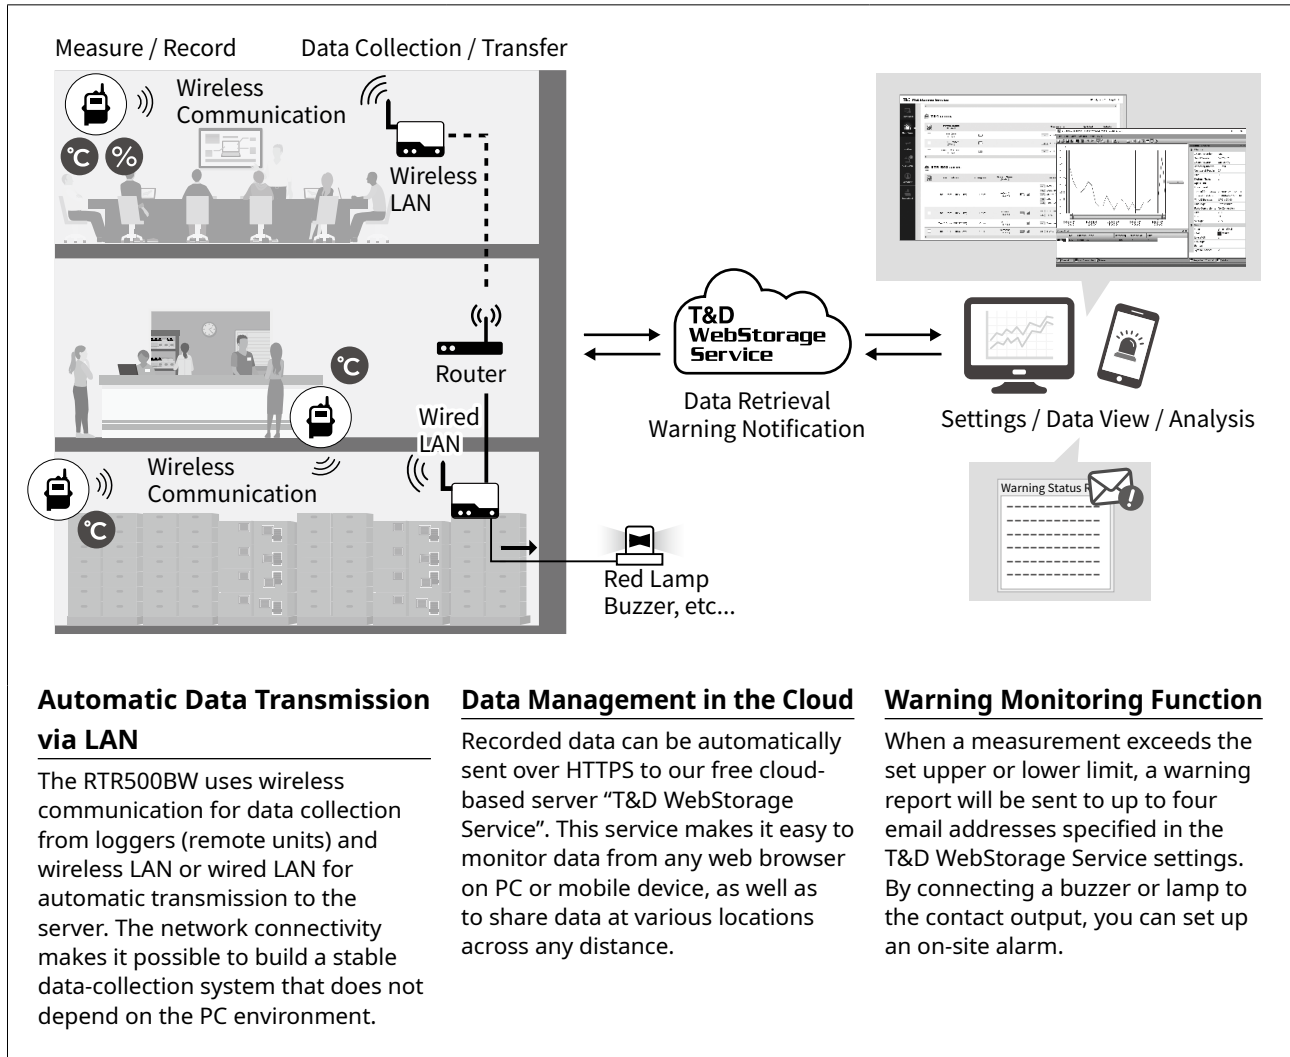 Measure / Record
Data Collection / Transfer
Wireless
Communication
°C
%
Wireless
LAN
°C
Router
Wired
LAN
Wireless
Communication
°C
Red Lamp
Buzzer, etc...
T&D
WebStorage
Service
Data Retrieval
Warning Notification
Settings / Data View / Analysis
Warning Status R
Automatic Data Transmission
via LAN
The RTR500BW uses wireless
communication for data collection
from loggers (remote units) and
wireless LAN or wired LAN for
automatic transmission to the
server. The network connectivity
makes it possible to build a stable
data-collection system that does not
depend on the PC environment.
Data Management in the Cloud
Recorded data can be automatically
sent over HTTPS to our free cloud-
based server “T&D WebStorage
Service”. This service makes it easy to
monitor data from any web browser
on PC or mobile device, as well as
to share data at various locations
across any distance.
Warning Monitoring Function
When a measurement exceeds the
set upper or lower limit, a warning
report will be sent to up to four
email addresses specified in the
T&D WebStorage Service settings.
By connecting a buzzer or lamp to
the contact output, you can set up
an on-site alarm.